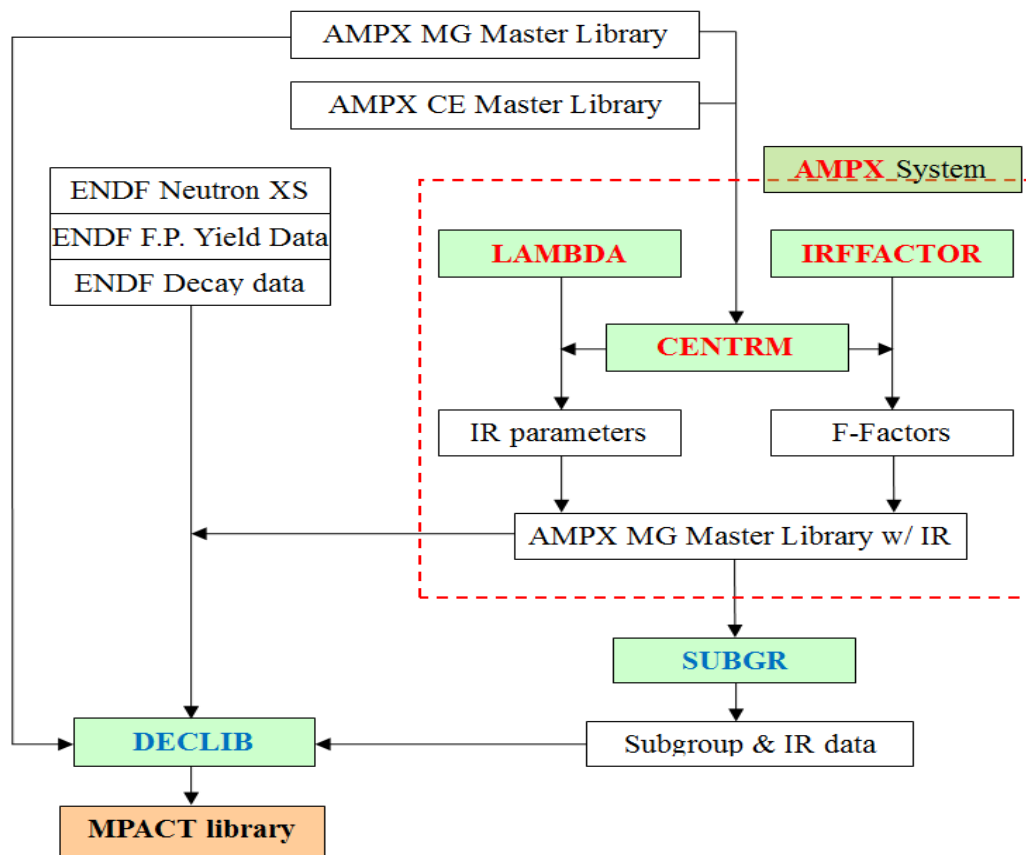 AMPX MG Master Library
AMPX CE Master Library
AMPX System
ENDF Neutron XS
ENDF F.P. Yield Data
ENDF Decay data
LAMBDA
IRFFACTOR
CENTRM
IR parameters
F-Factors
AMPX MG Master Library w/ IR
SUBGR
DECLIB
Subgroup & IR data
MPACT library